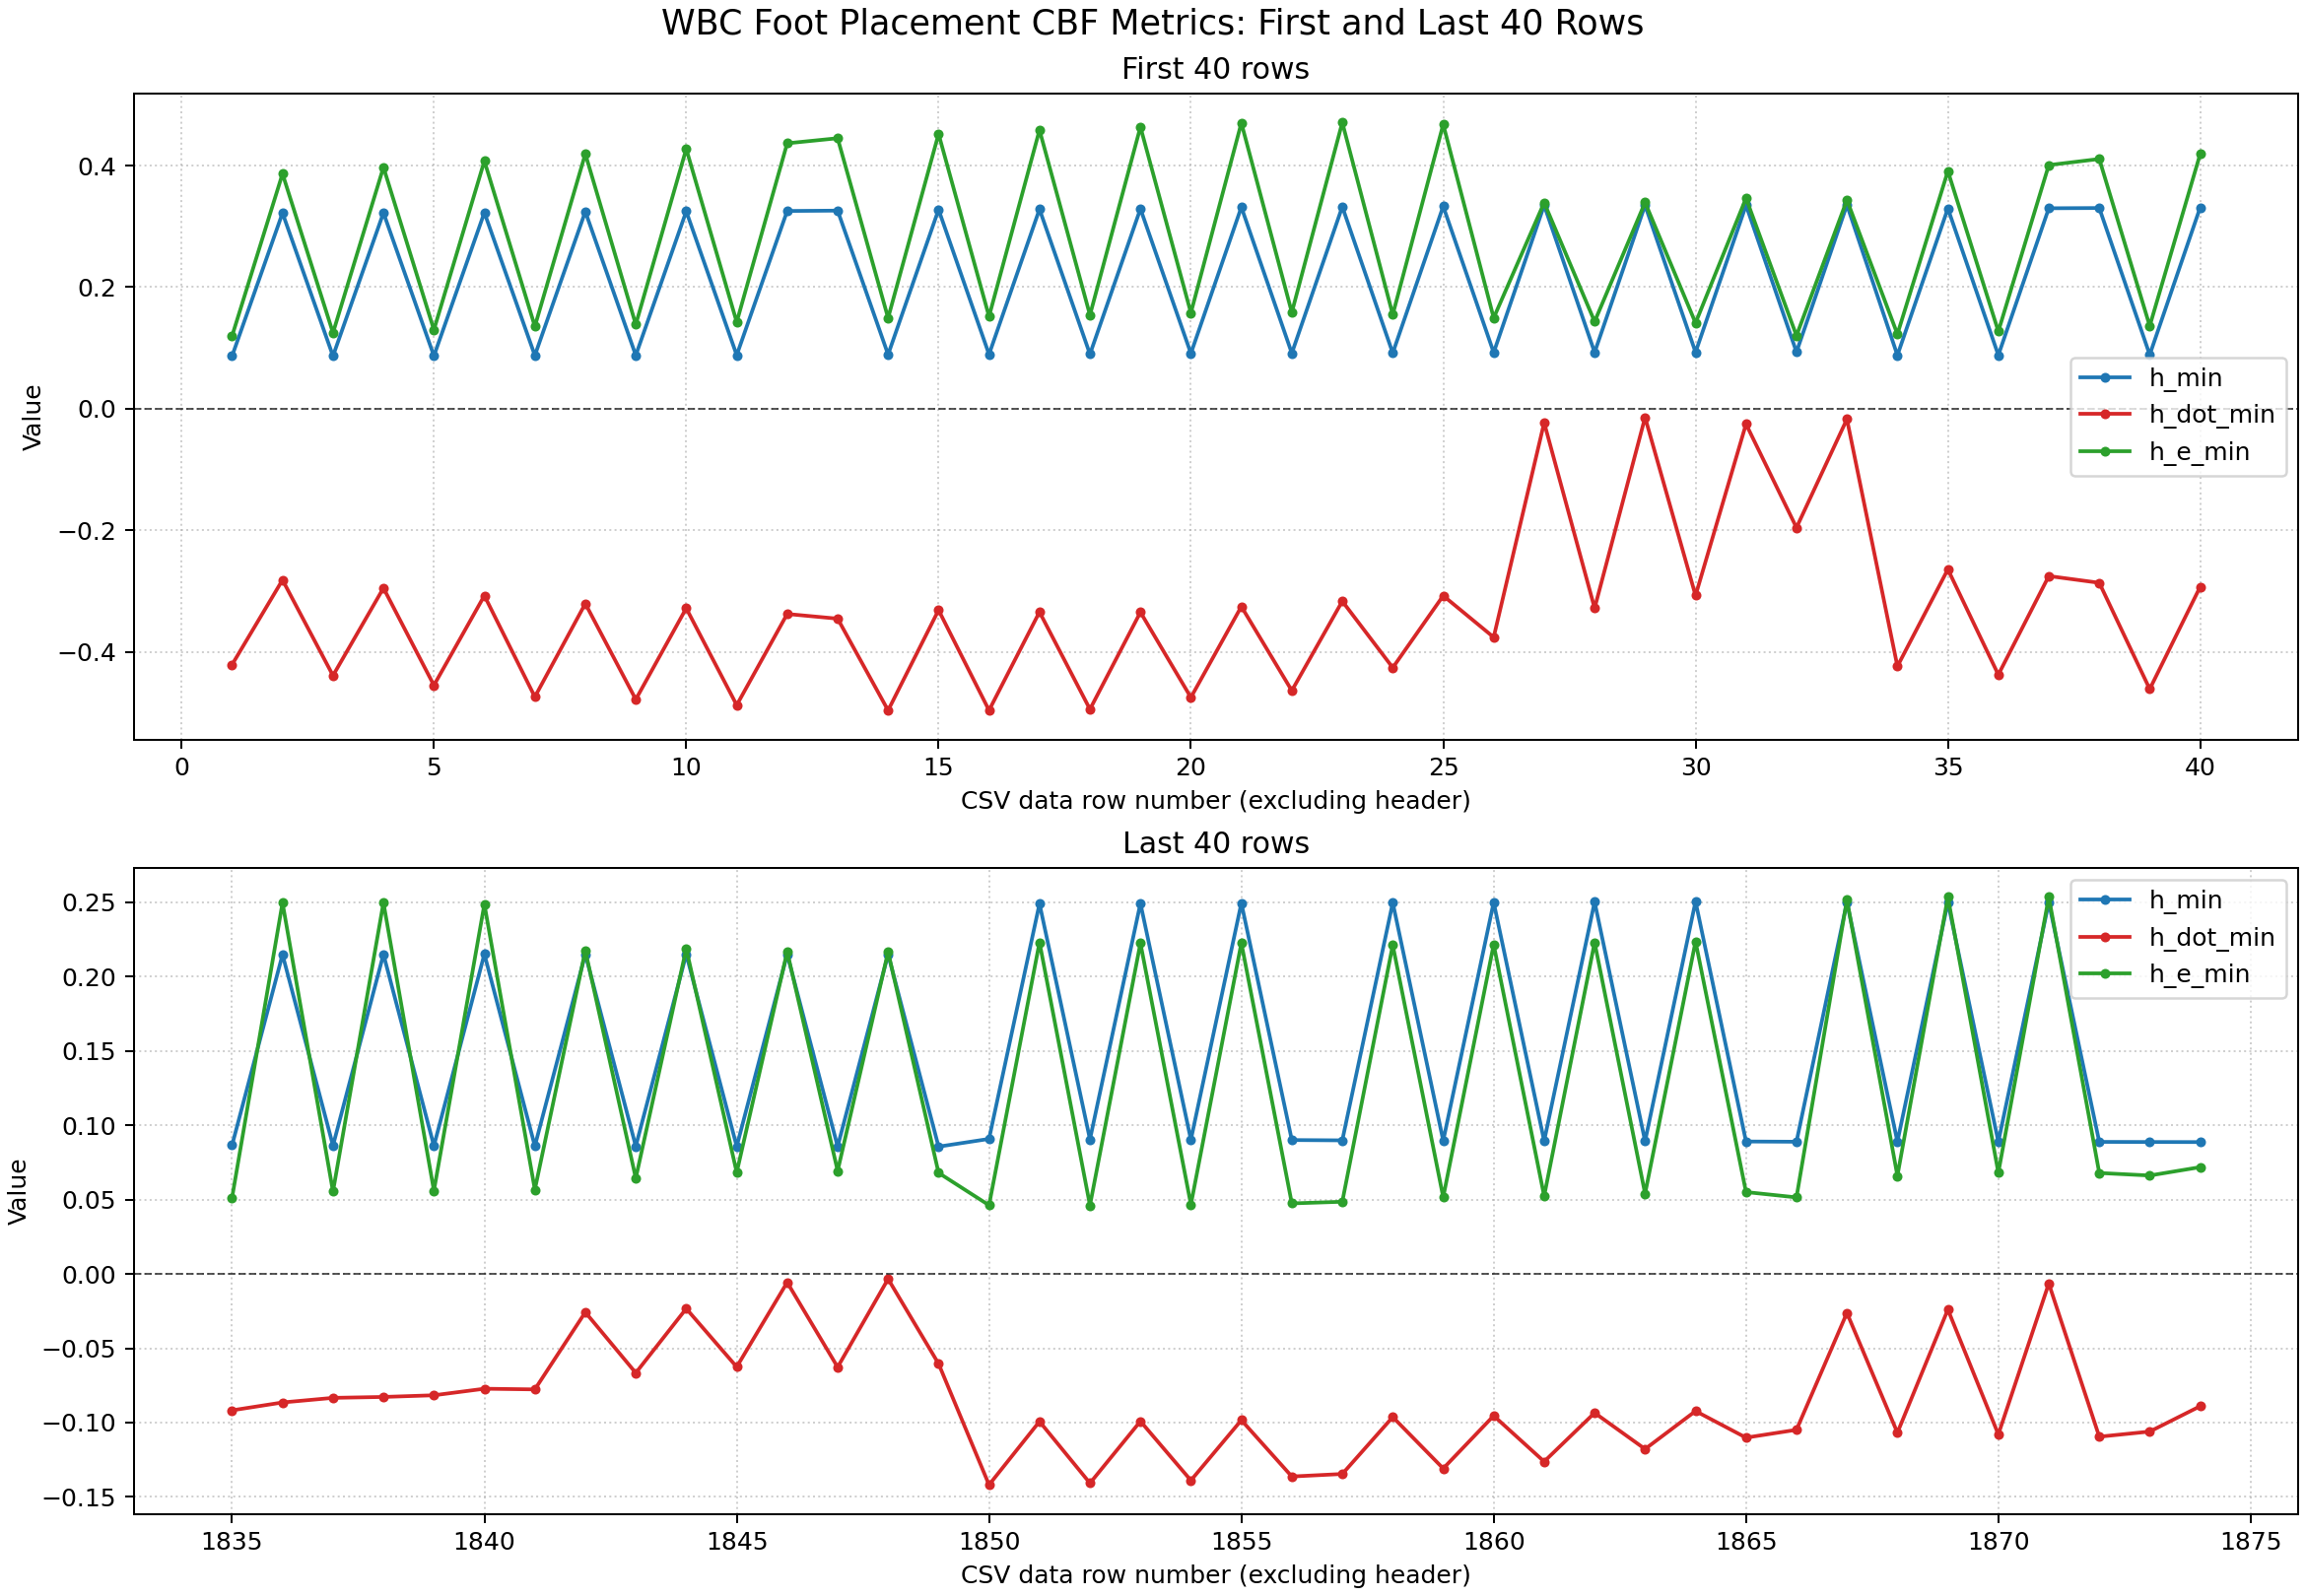 WBC Foot Placement CBF Metrics: First and Last 40 Rows
First 40 rows
Value
0.4
0.2
0.0
−0.2
−0.4
h_min
h_dot_min
h_e_min
0 5 10 15 20 25 30 35 40
CSV data row number (excluding header)
Last 40 rows
Value
0.25
0.20
0.15
0.10
0.05
0.00
−0.05
−0.10
−0.15
h_min
h_dot_min
h_e_min
1835 1840 1845 1850 1855 1860 1865 1870 1875
CSV data row number (excluding header)